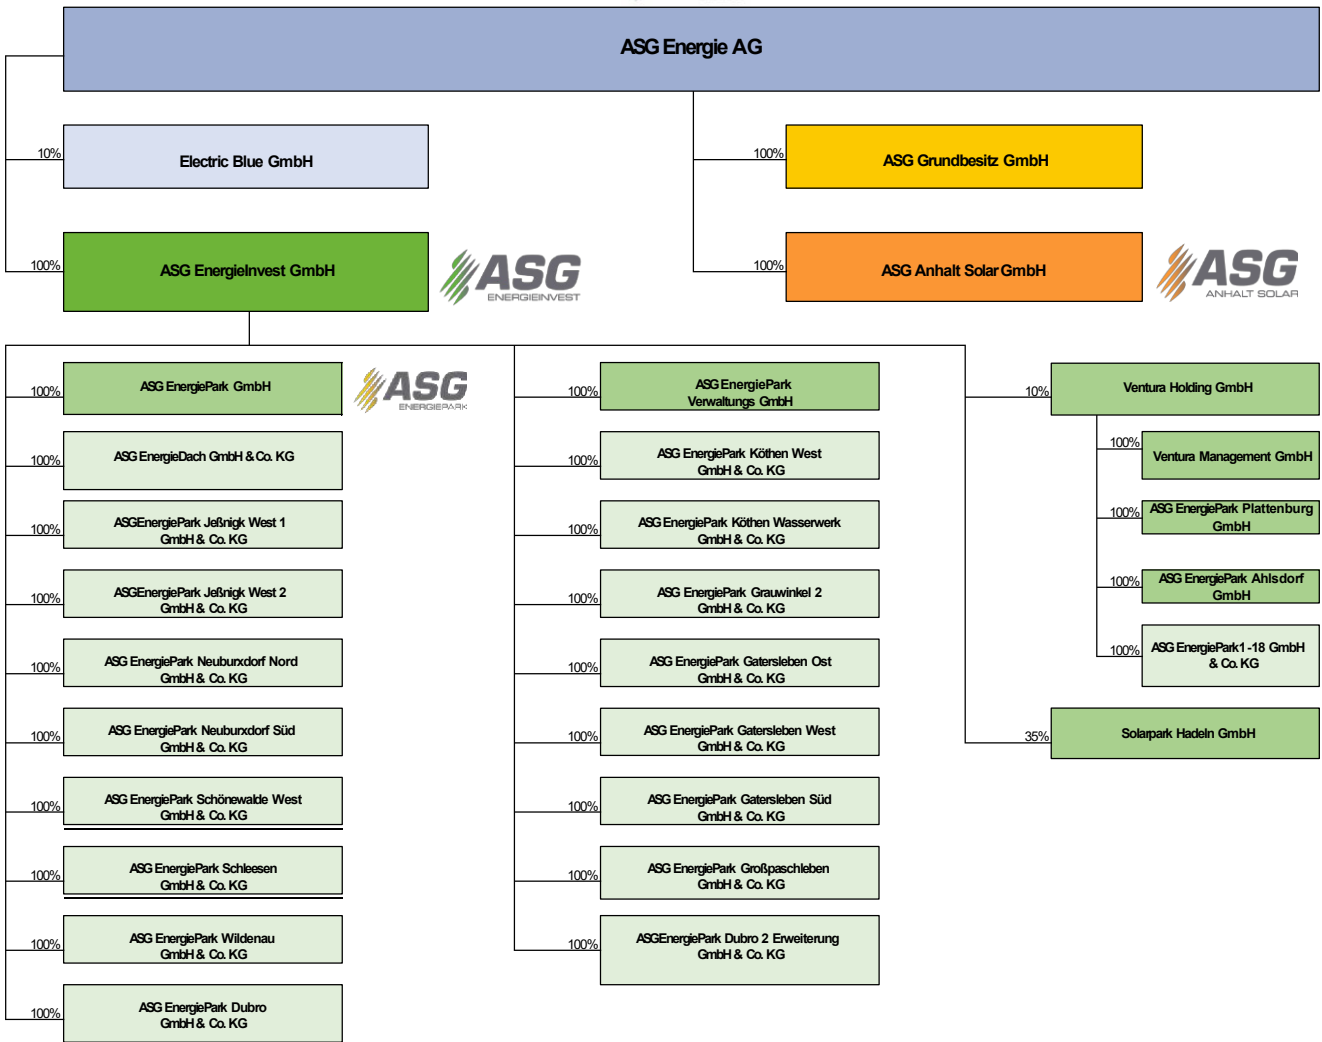 ASG Energie AG
10%
Electric Blue GmbH
100%
ASG Grundbesitz GmbH
100%
ASG EnergieInvest GmbH
ASG
ENERGIEINVEST
100%
ASG Anhalt Solar GmbH
ASG
ANHALT SOLAR
100%
ASG EnergiePark GmbH
ASG
ENERGIEPARK
100%
ASG EnergieDach GmbH & Co. KG
100%
ASGEnergiePark Jeßnigk West 1
GmbH & Co. KG
100%
ASGEnergiePark Jeßnigk West 2
GmbH & Co. KG
100%
ASG EnergiePark Neuburxdorf Nord
GmbH & Co. KG
100%
ASG EnergiePark Neuburxdorf Süd
GmbH & Co. KG
100%
ASG EnergiePark Schönewalde West
GmbH & Co. KG
100%
ASG EnergiePark Schleesen
GmbH & Co. KG
100%
ASG EnergiePark Wildenau
GmbH & Co. KG
100%
ASG EnergiePark Dubro
GmbH & Co. KG
100%
ASG EnergiePark
Verwaltungs GmbH
100%
ASG EnergiePark Köthen West
GmbH & Co. KG
100%
ASG EnergiePark Köthen Wasserwerk
GmbH & Co. KG
100%
ASG EnergiePark Grauwinkel 2
GmbH & Co. KG
100%
ASG EnergiePark Gatersleben Ost
GmbH & Co. KG
100%
ASG EnergiePark Gatersleben West
GmbH & Co. KG
100%
ASG EnergiePark Gatersleben Süd
GmbH & Co. KG
100%
ASG EnergiePark Großpaschleben
GmbH & Co. KG
100%
ASGEnergiePark Dubro 2 Erweiterung
GmbH & Co. KG
10%
Ventura Holding GmbH
100%
Ventura Management GmbH
100%
ASG EnergiePark Plattenburg
GmbH
100%
ASG EnergiePark Ahlsdorf
GmbH
100%
ASG EnergiePark1 -18 GmbH
& Co. KG
35%
Solarpark Hadeln GmbH